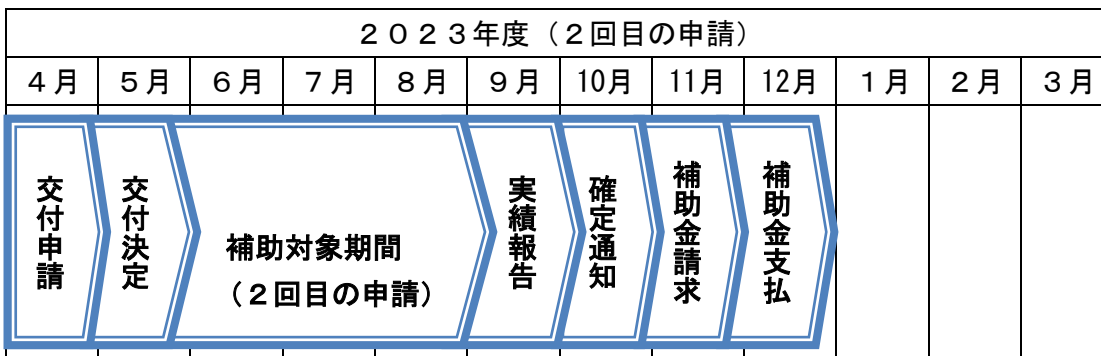 ２０２３年度（２回目の申請）
４月 ５月 ６月 ７月 ８月 ９月 10月 11月 12月 １月 ２月 ３月
交付申請
交付決定
補助対象期間
（２回目の申請）
実績報告
確定通知
補助金請求
補助金支払